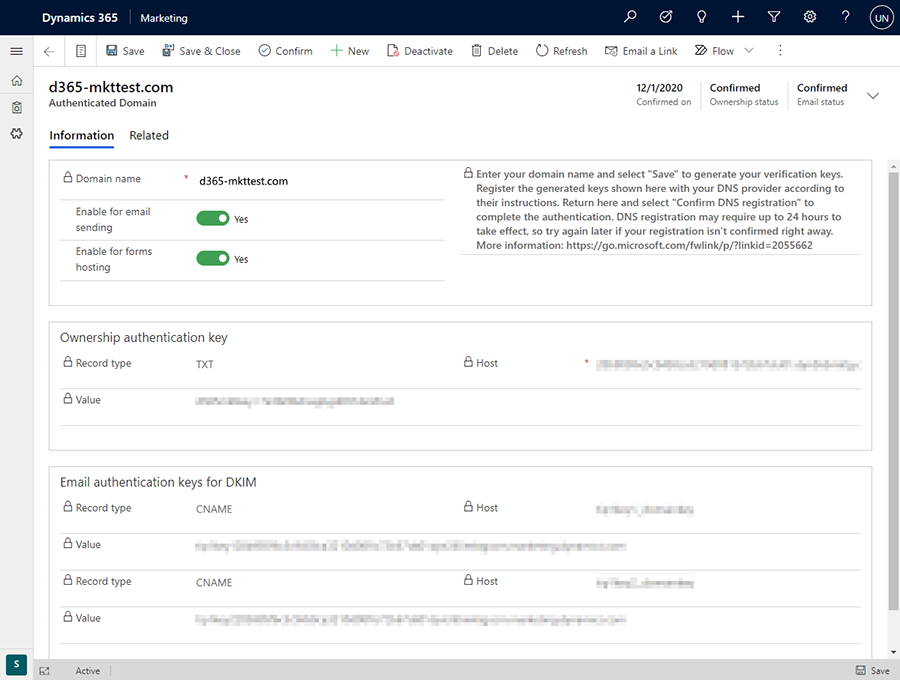 Dynamics 365 Marketing UN
Save Save & Close Confirm New Deactivate Delete Refresh Email a Link Flow
d365-mkttest.com
Authenticated Domain
12/1/2020 Confirmed Confirmed
Confirmed on Ownership status Email status
Information Related
Domain name * d365-mkttest.com
Enable for email
sending
Yes
Enable for forms
hosting
Yes
Enter your domain name and select "Save" to generate your verification keys.
Register the generated keys shown here with your DNS provider according to
their instructions. Return here and select "Confirm DNS registration" to
complete the authentication. DNS registration may require up to 24 hours to
take effect, so try again later if your registration isn't confirmed right away.
More information: https://go.microsoft.com/fwlink/p/?linkid=2055662
Ownership authentication key
Record type TXT Host *
Value
Email authentication keys for DKIM
Record type CNAME Host
Value
Record type CNAME Host
Value
S Active Save